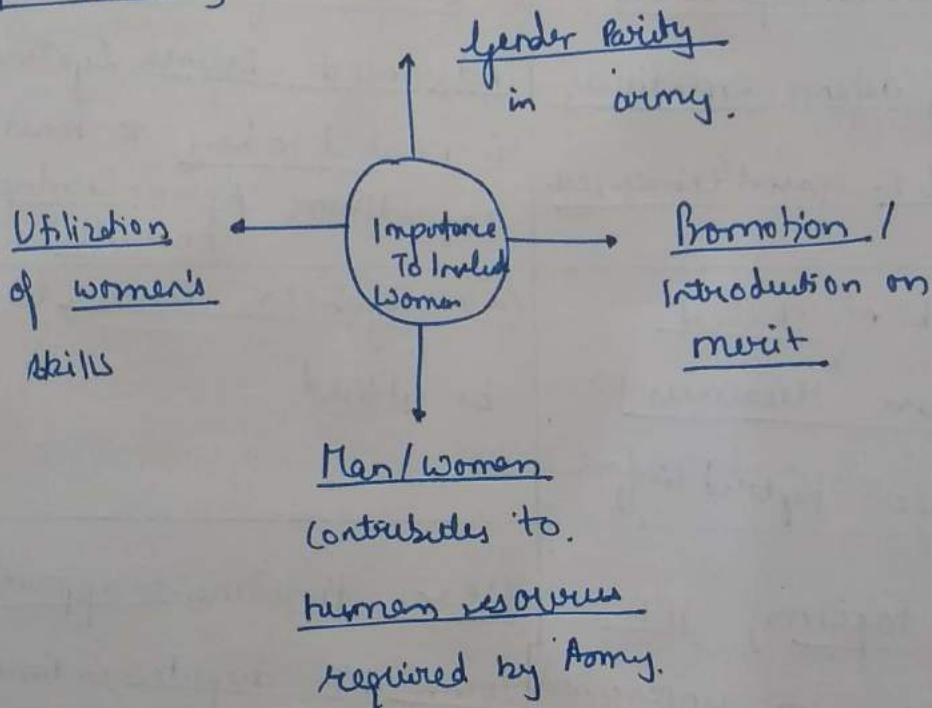 Gender Parity
in army.
Utilization
of women's
skills
Importance
To Include
Women
Promotion /
Introduction on
merit
Man/Woman
Contributes to.
human resources
required by Army.